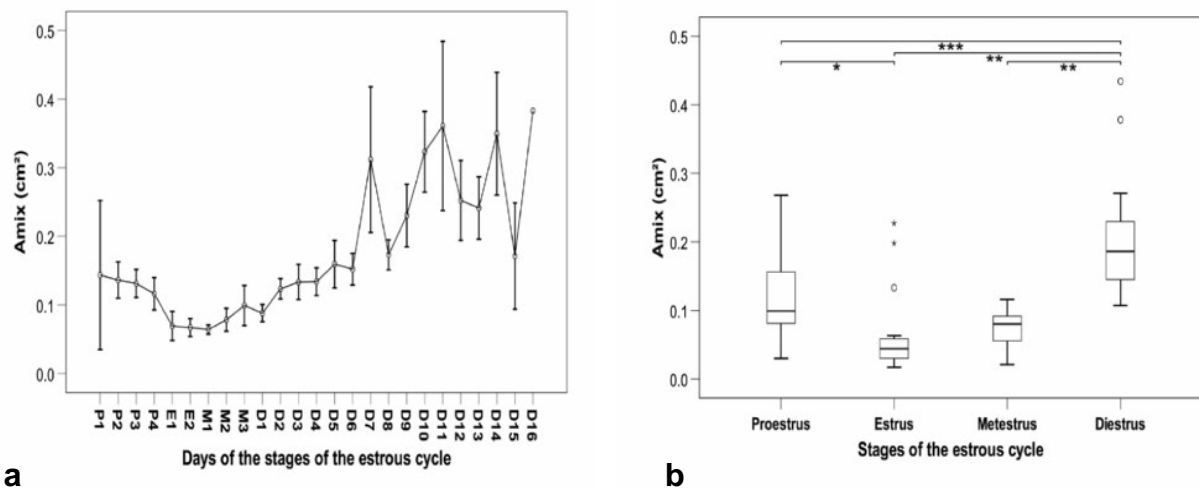 0.5
0.4
0.3
0.2
0.1
0.0
Amix (cm²)
P1 P2 P3 P4 E1 E2 M1 M2 M3 D1 D2 D3 D4 D5 D6 D7 D8 D9 D10 D11 D12 D13 D14 D15 D16
Days of the stages of the estrous cycle
a
0.5
0.4
0.3
0.2
0.1
0.0
Amix (cm²)
***
** **
*
Proestrus Estrus Metestrus Diestrus
Stages of the estrous cycle
b